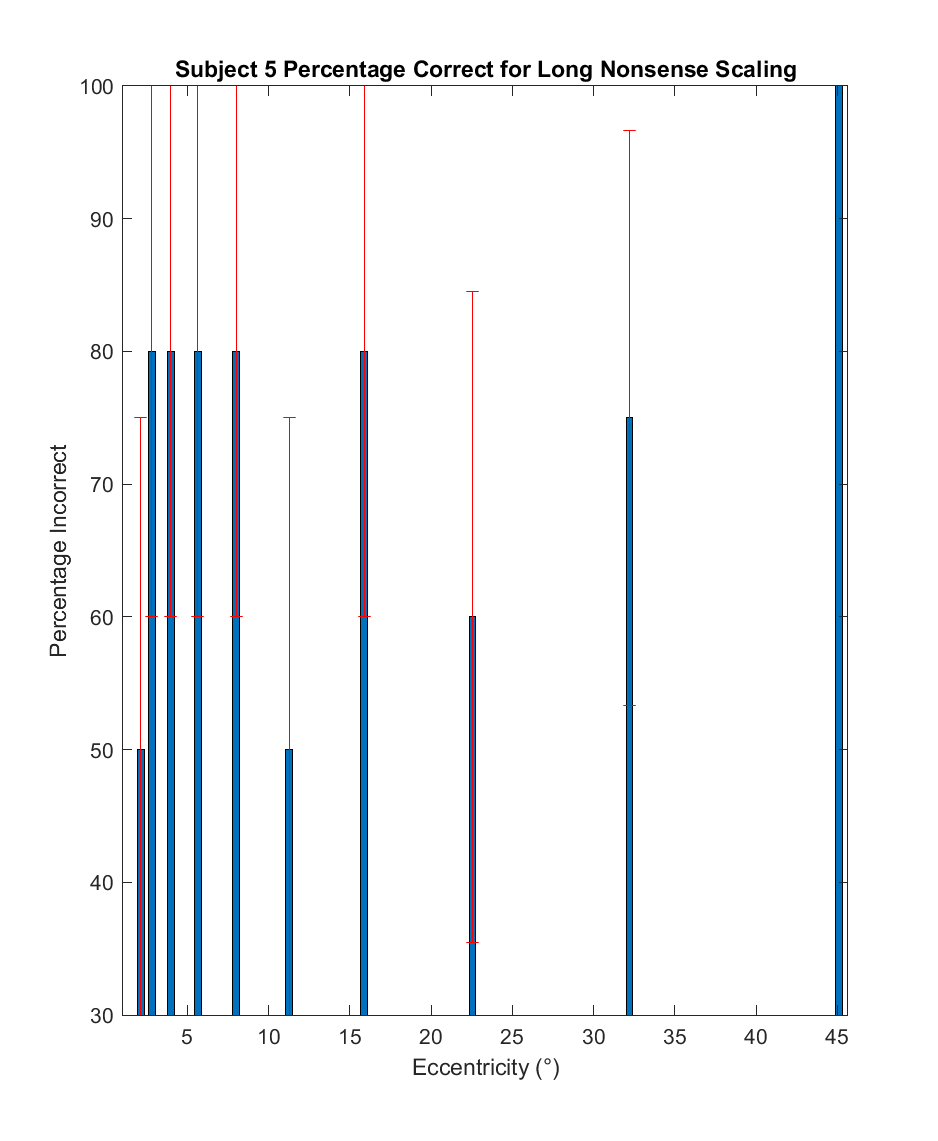 Subject 5 Percentage Correct for Long Nonsense Scaling
100
90
80
70
60
50
40
30
Percentage Incorrect
5 10 15 20 25 30 35 40 45
Eccentricity (°)